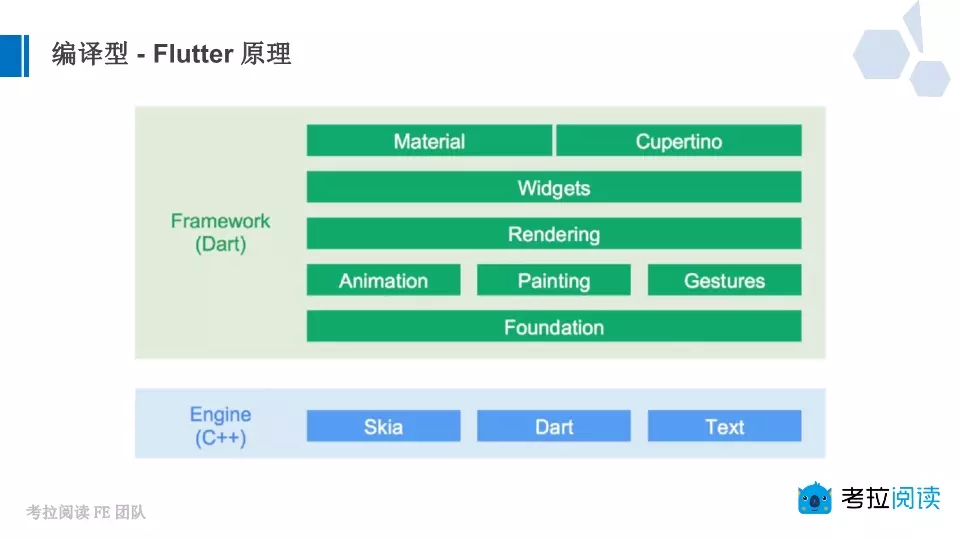 编译型 - Flutter 原理
Material
Cupertino
Widgets
Framework
(Dart)
Rendering
Animation
Painting
Gestures
Foundation
Engine
(C++)
Skia
Dart
Text
考拉阅读 FE 团队
考拉阅读